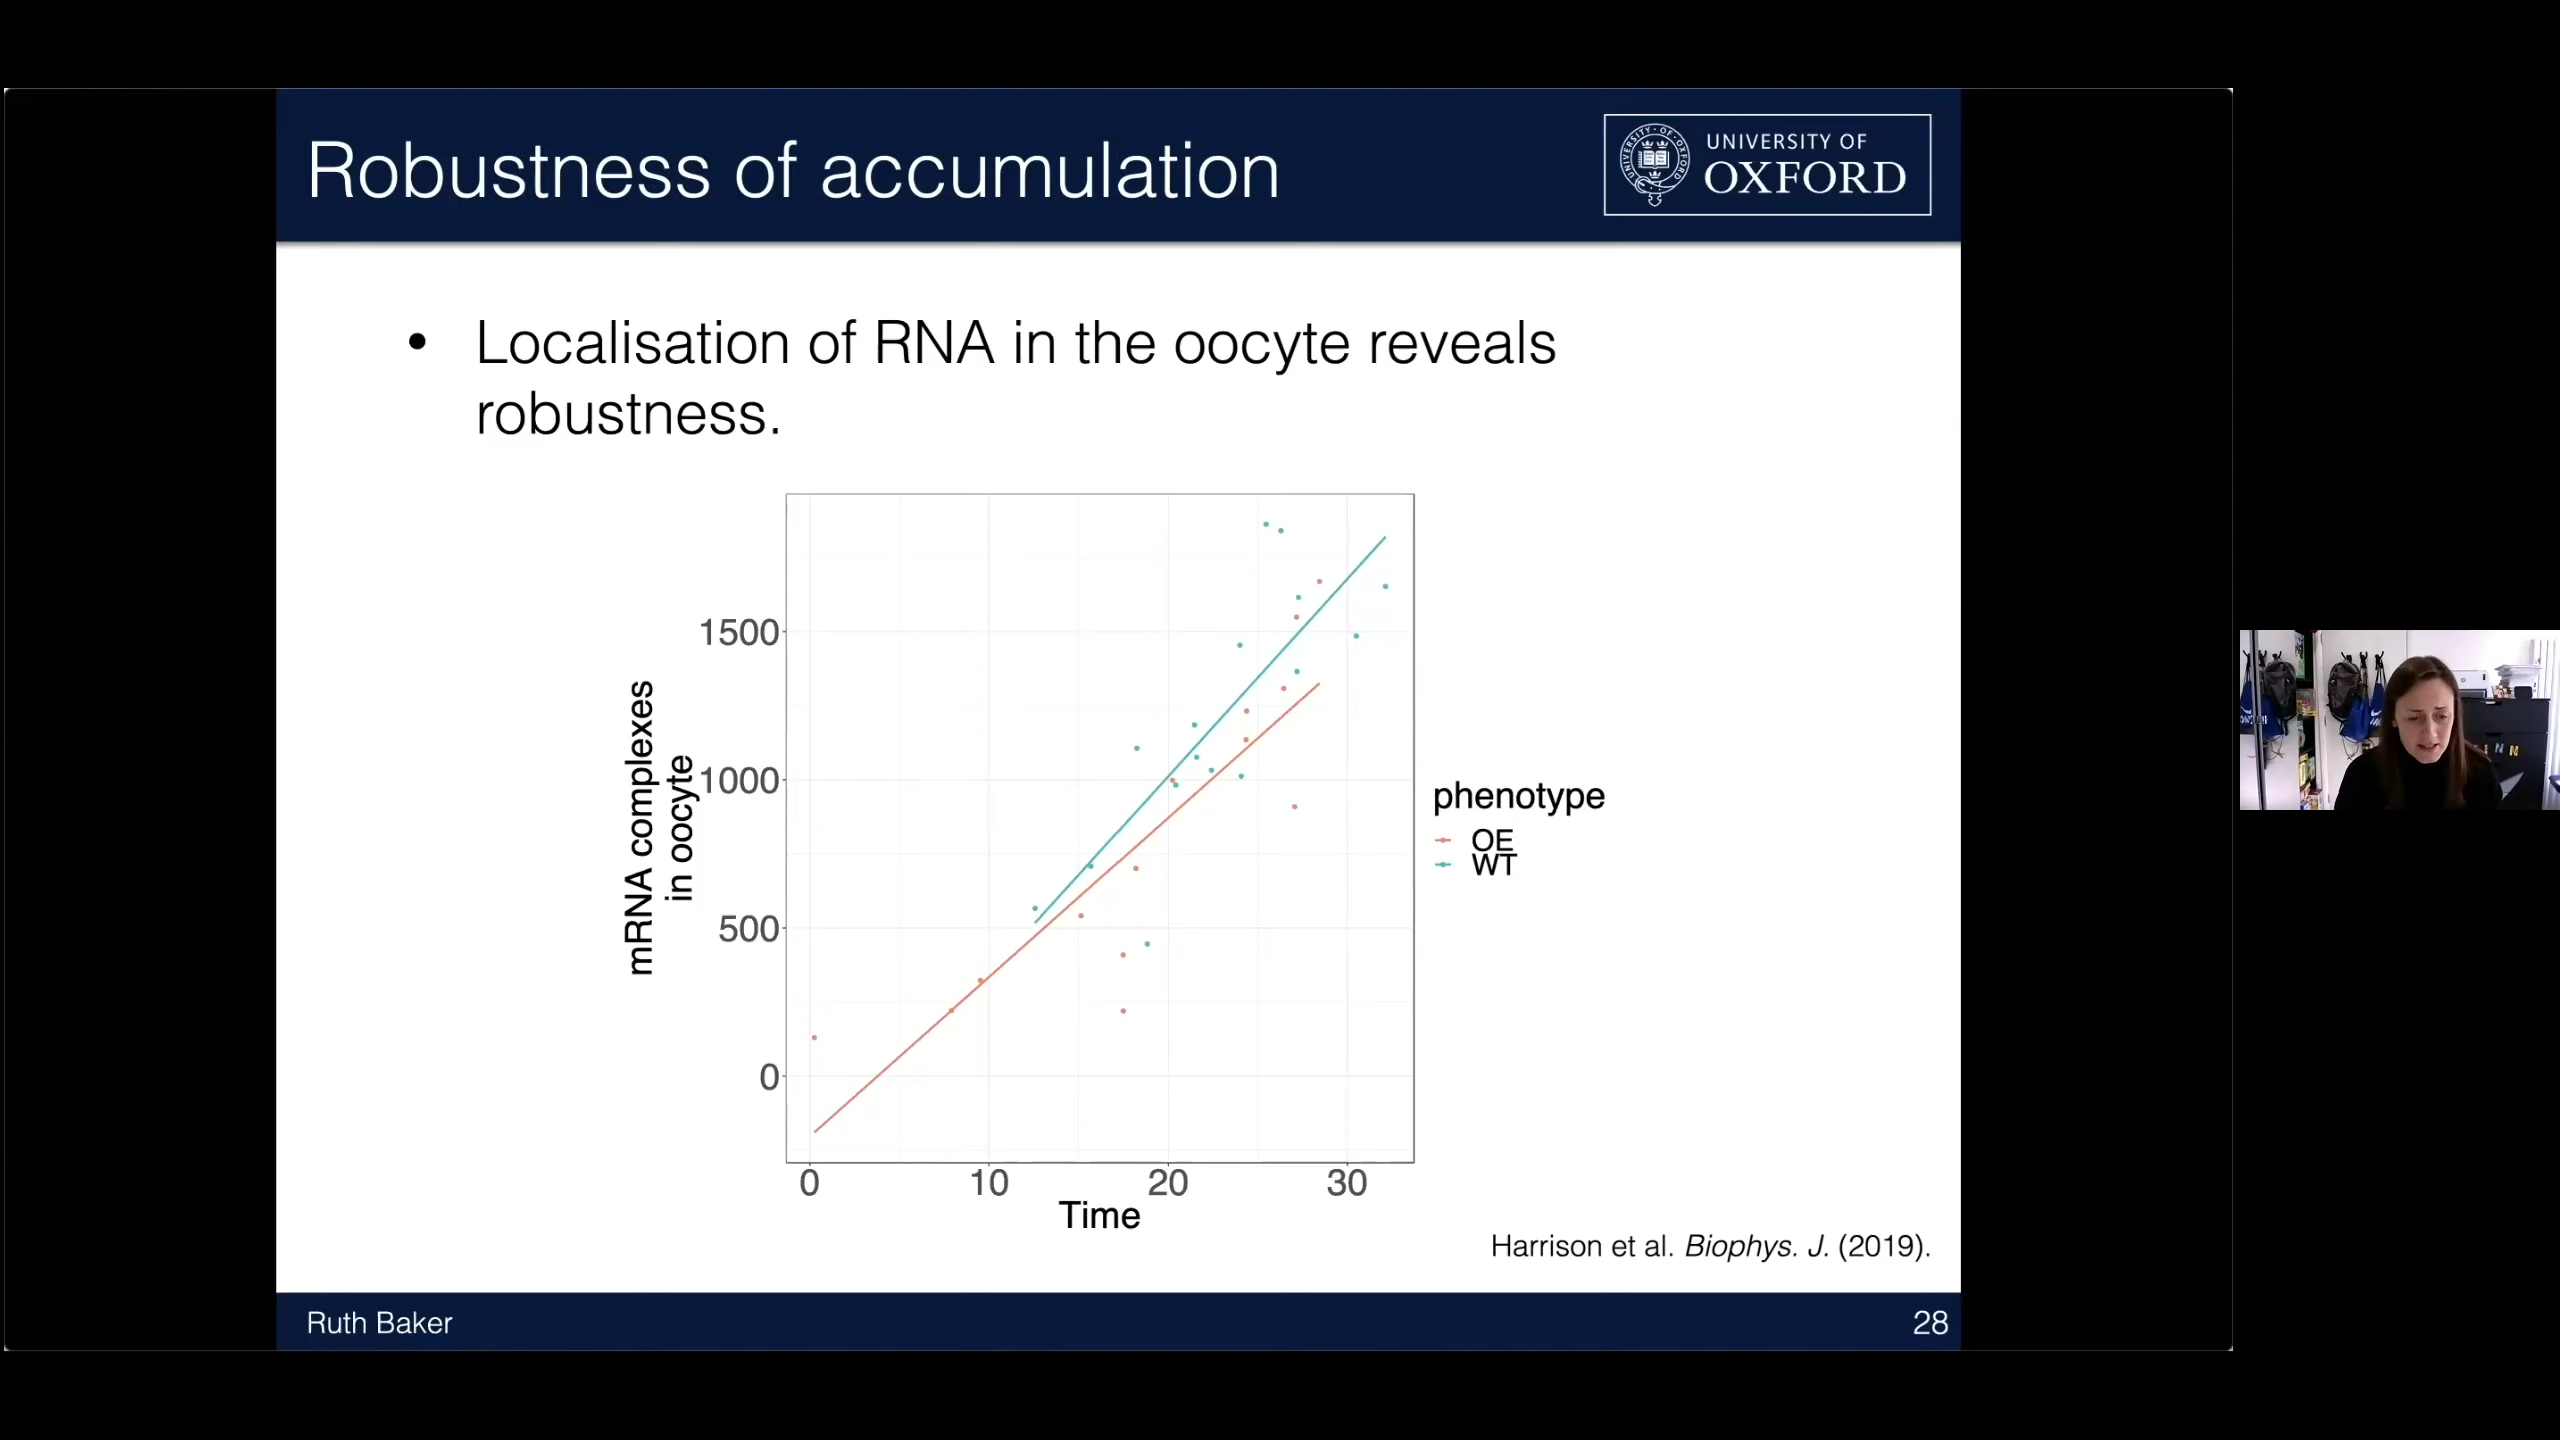 Robustness of accumulation
UNIVERSITY OF
OXFORD
• Localisation of RNA in the oocyte reveals
robustness.
1500
1000
500
0
mRNA complexes
in oocyte
0 10 20 30
Time
phenotype
OE
WT
Harrison et al. Biophys. J. (2019).
Ruth Baker
28